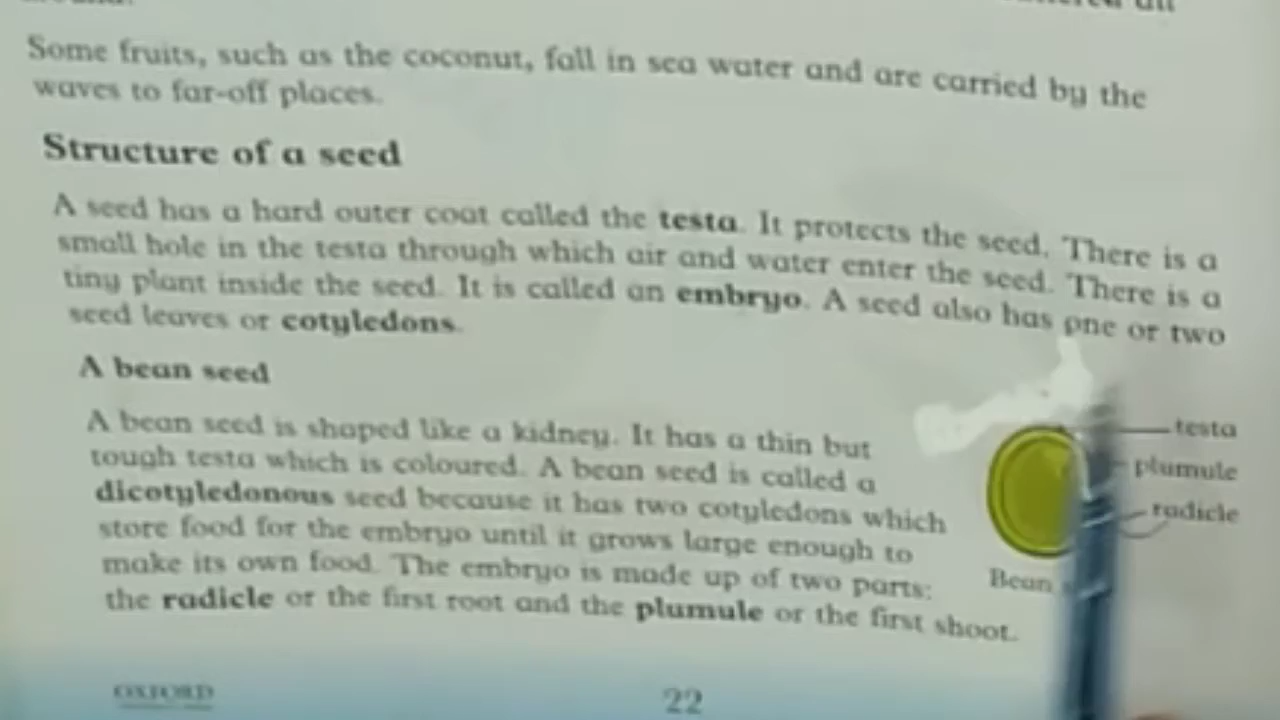 Some fruits, such as the coconut, fall in sea water and are carried by the
waves to far-off places.
Structure of a seed
A seed has a hard outer coat called the testa. It protects the seed. There is a
small hole in the testa through which air and water enter the seed. There is a
tiny plant inside the seed. It is called an embryo. A seed also has one or two
seed leaves or cotyledons.
A bean seed
A bean seed is shaped like a kidney. It has a thin but
tough testa which is coloured. A bean seed is called a
dicotyledonous seed because it has two cotyledons which
store food for the embryo until it grows large enough to
make its own food. The embryo is made up of two parts:
the radicle or the first root and the plumule or the first shoot.
testa
plumule
radicle
Bean
OXFORD
22